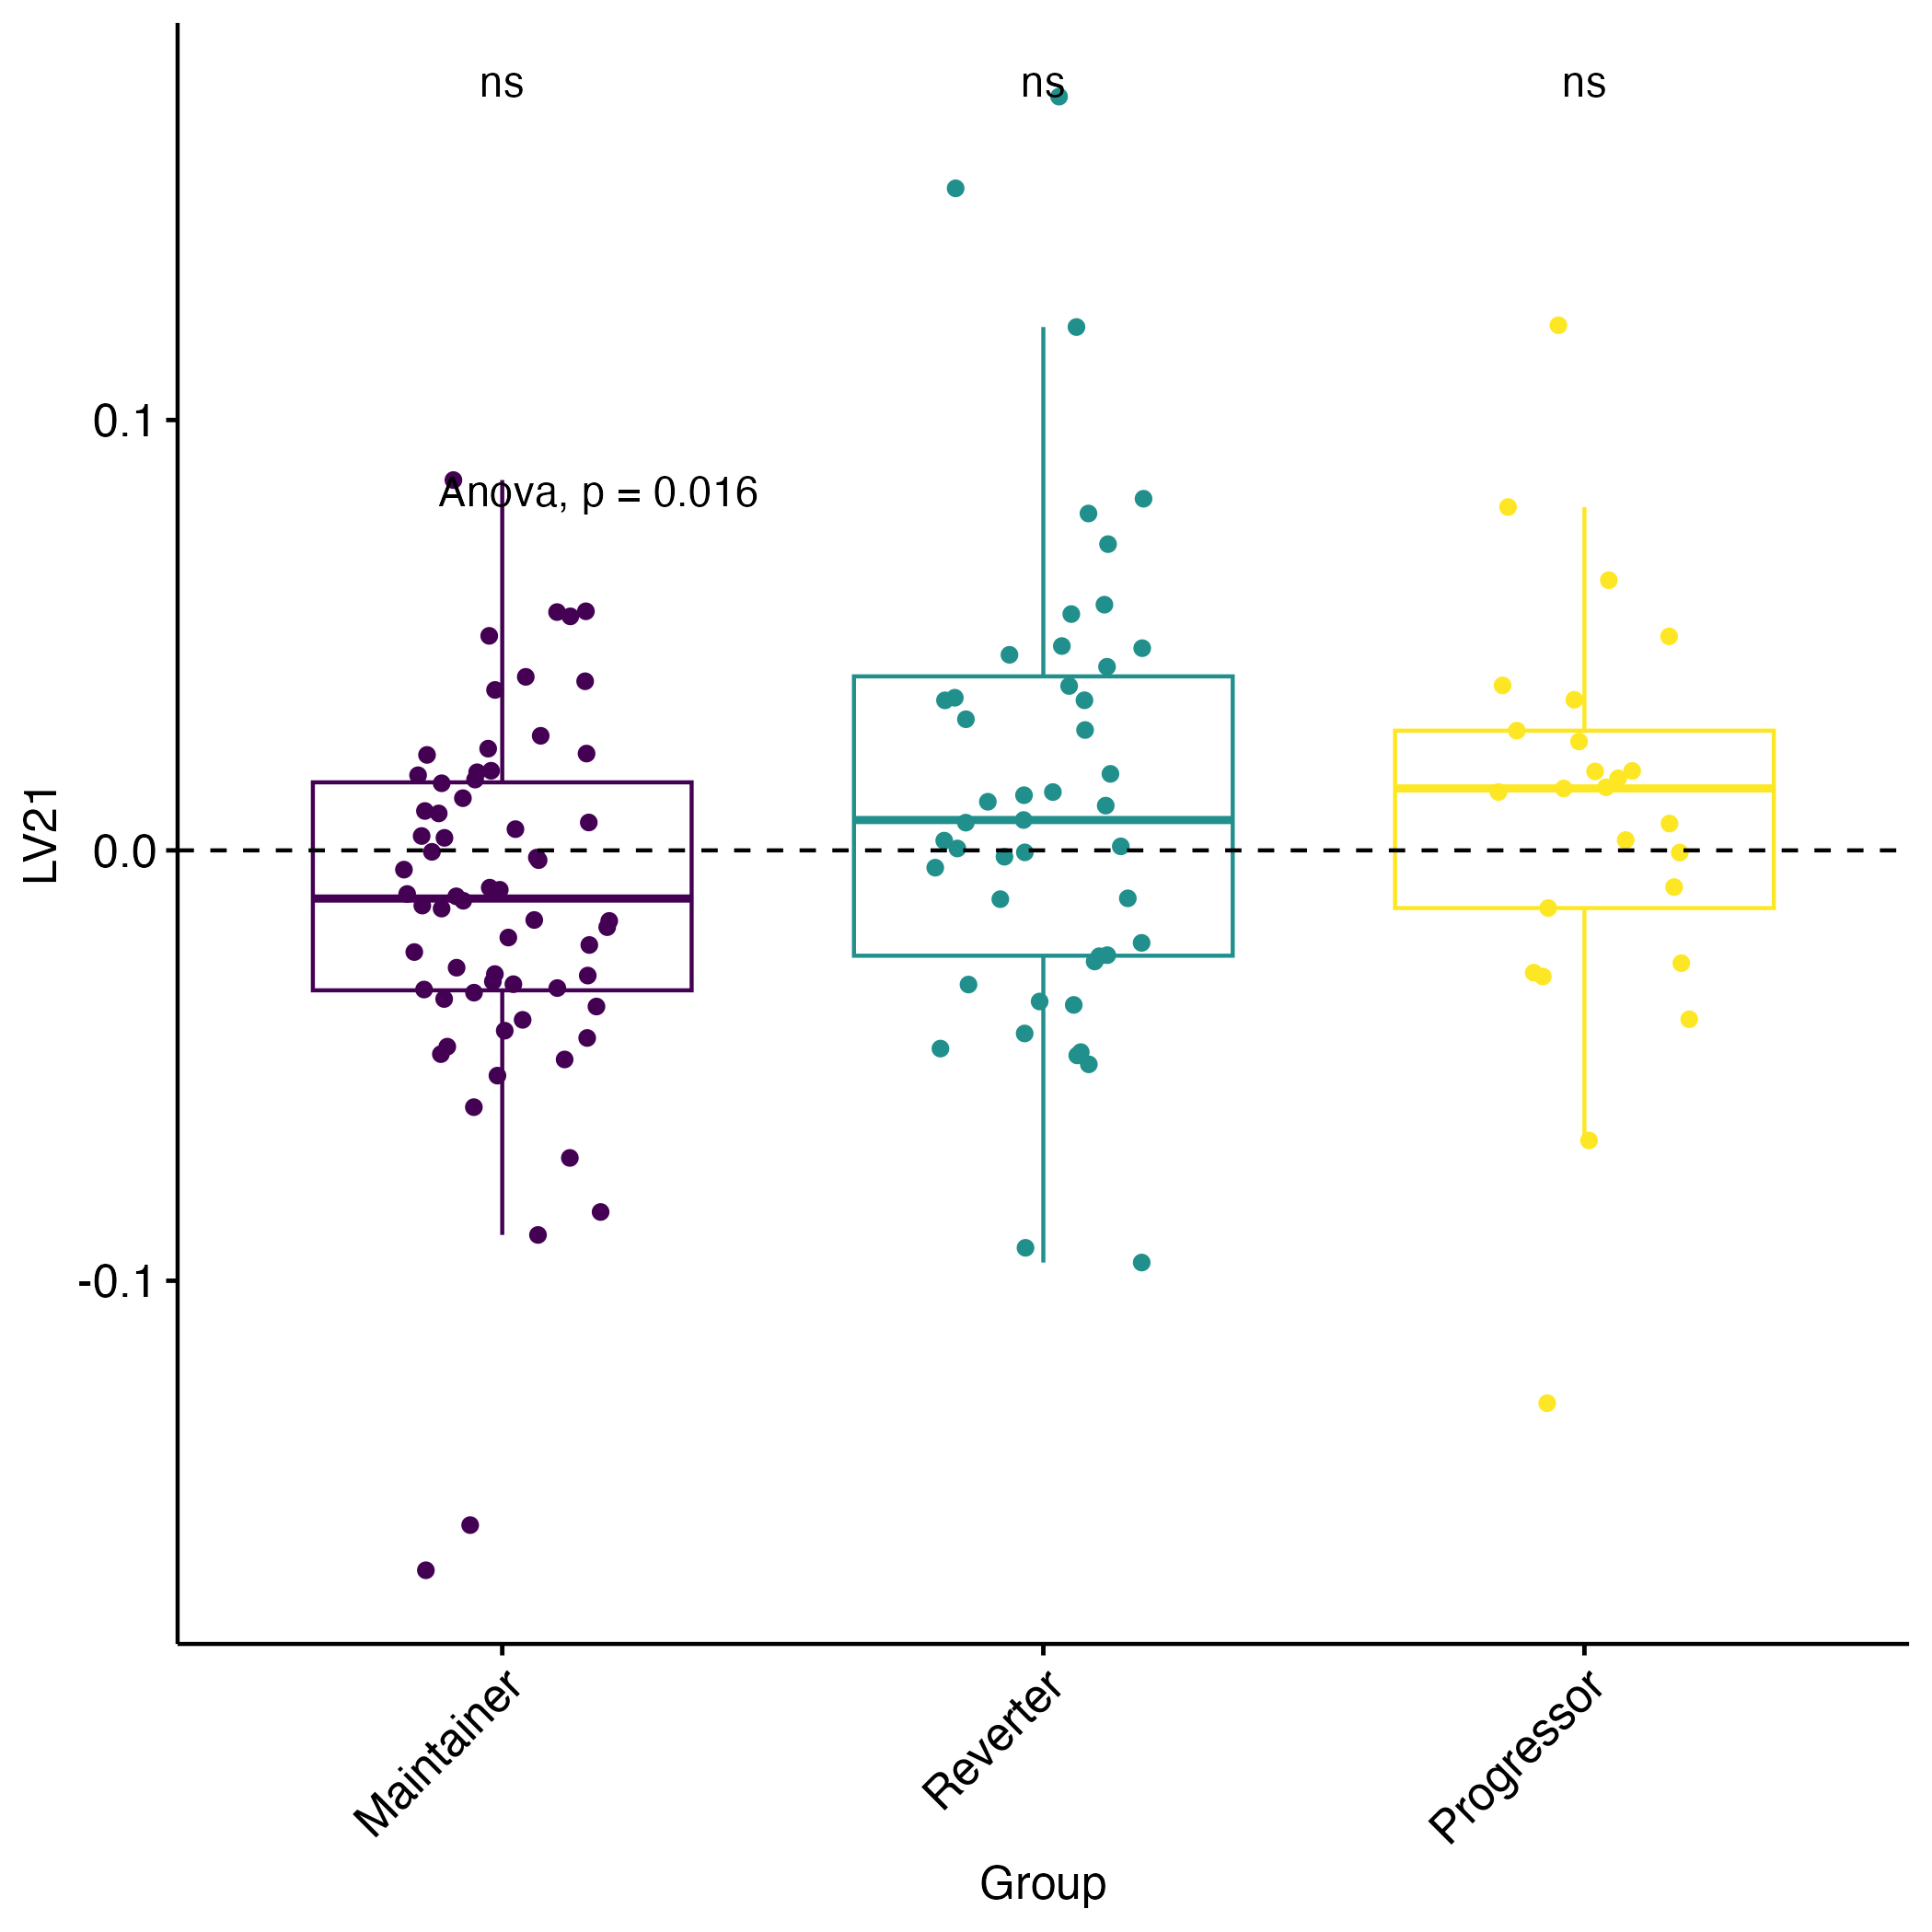 ns ns ns
0.1
Anova, p = 0.016
LV21
0.0
-0.1
Maintainer Reverter Progressor
Group